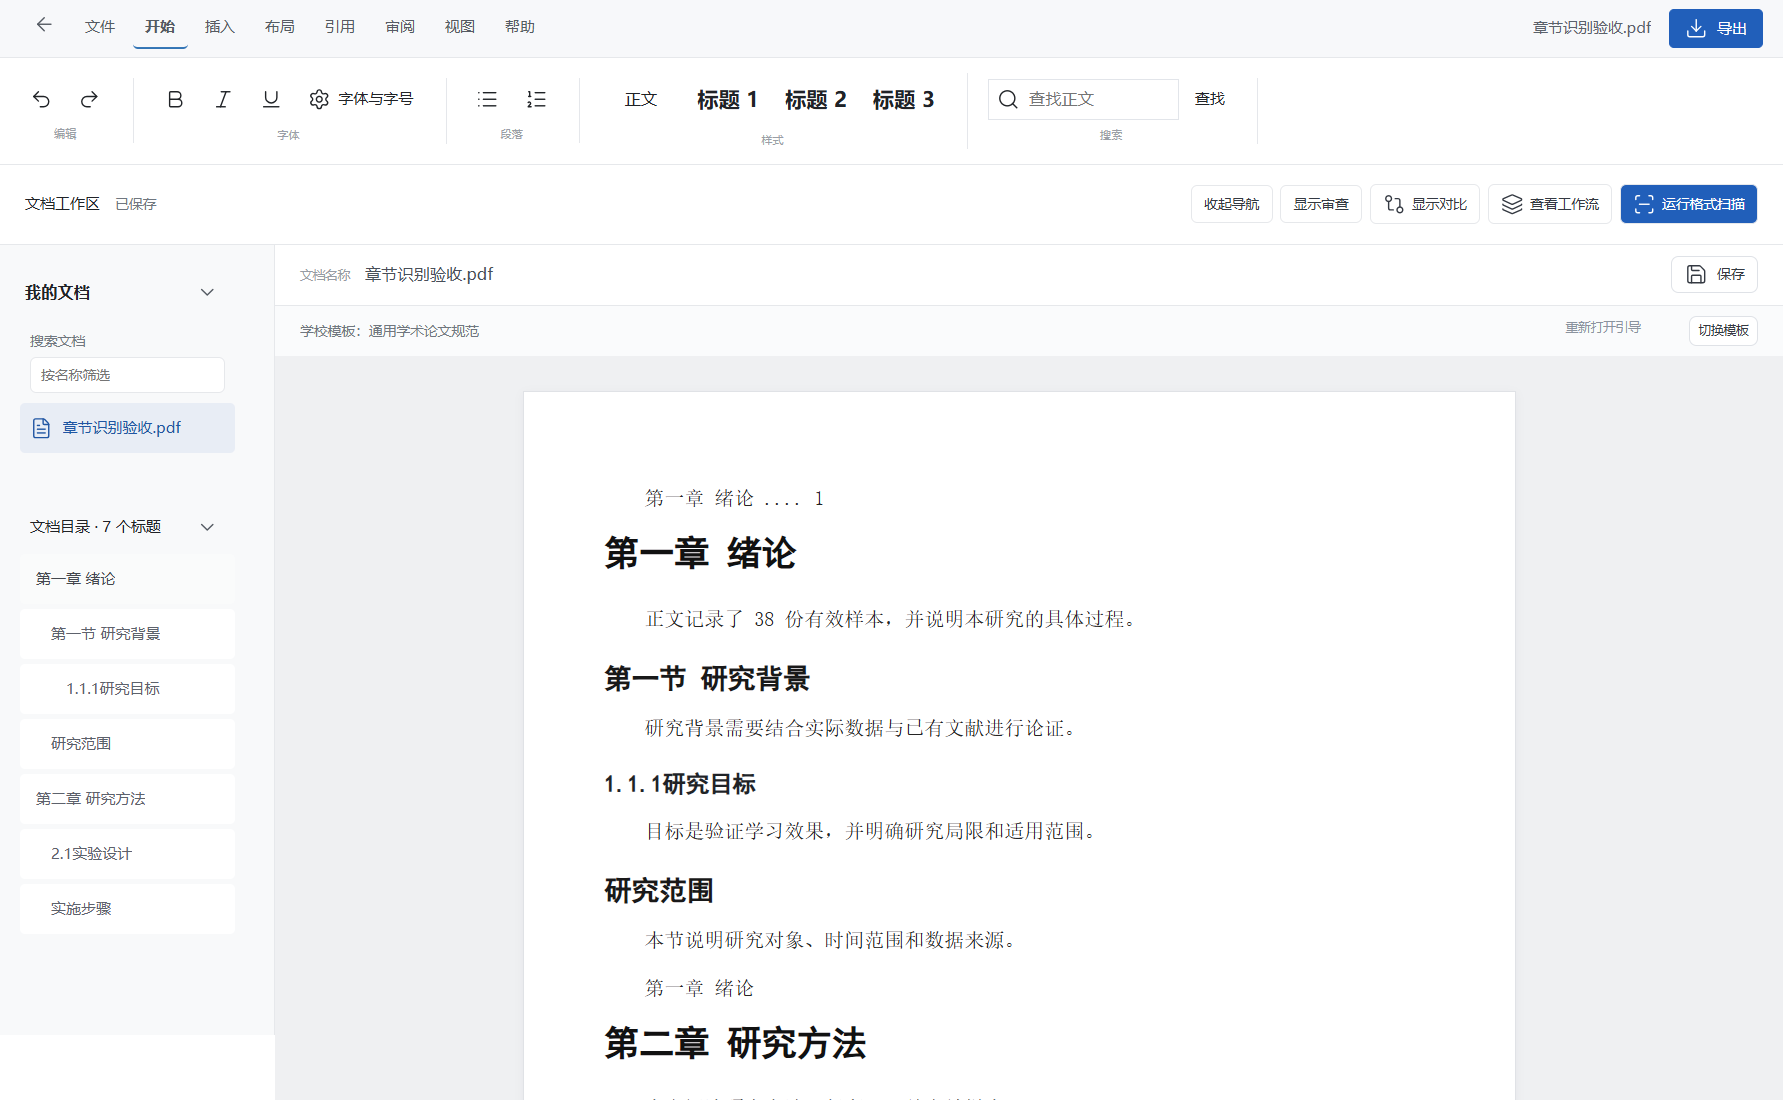 文件 开始 插入 布局 引用 审阅 视图 帮助 章节识别验收.pdf 导出
字体与字号 正文 标题 1 标题 2 标题 3 查找正文 查找
编辑 字体 段落 样式 搜索
文档工作区 已保存 收起导航 显示审查 显示对比 查看工作流 运行格式扫描
我的文档
搜索文档
按名称筛选
章节识别验收.pdf
文档目录 · 7 个标题
第一章 绪论
第一节 研究背景
1.1.1研究目标
研究范围
第二章 研究方法
2.1实验设计
实施步骤
文档名称 章节识别验收.pdf 保存
学校模板：通用学术论文规范 重新打开引导 切换模板
第一章 绪论 .... 1
第一章 绪论
正文记录了 38 份有效样本，并说明本研究的具体过程。
第一节 研究背景
研究背景需要结合实际数据与已有文献进行论证。
1.1.1研究目标
目标是验证学习效果，并明确研究局限和适用范围。
研究范围
本节说明研究对象、时间范围和数据来源。
第一章 绪论
第二章 研究方法